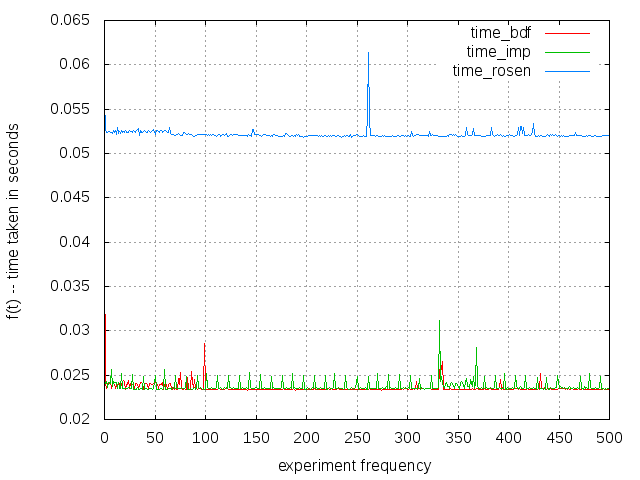 0.065
0.06
0.055
0.05
0.045
0.04
0.035
0.03
0.025
0.02
0 50 100 150 200 250 300 350 400 450 500
f(t) -- time taken in seconds
experiment frequency
time_bdf
time_imp
time_rosen